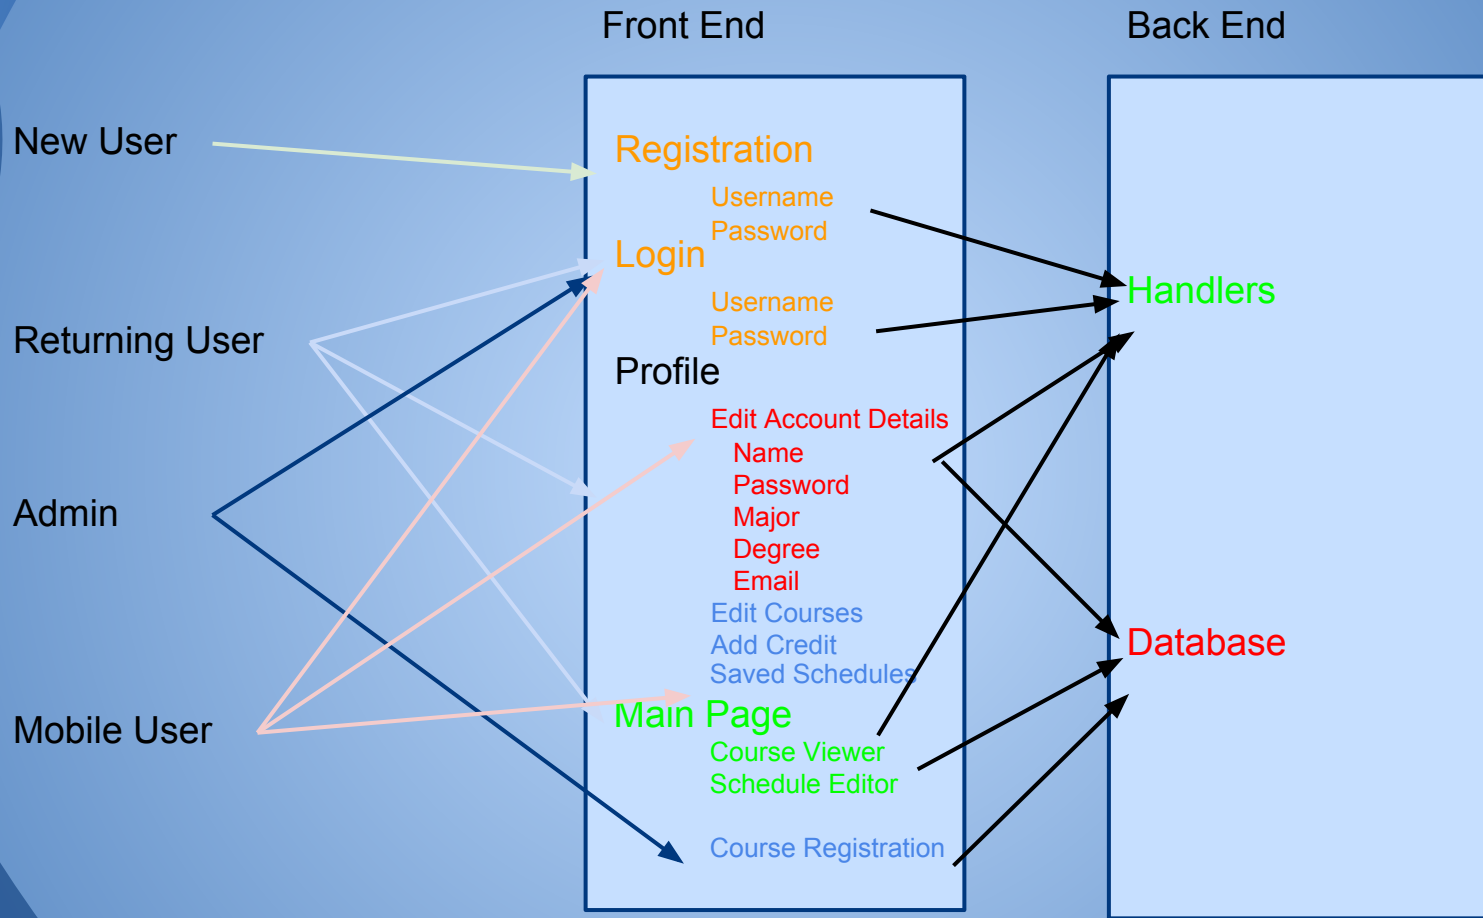 Front End
Back End
New User
Returning User
Admin
Mobile User
Registration
Username
Password
Login
Username
Password
Profile
Edit Account Details
Name
Password
Major
Degree
Email
Edit Courses
Add Credit
Saved Schedules
Main Page
Course Viewer
Schedule Editor
Course Registration
Handlers
Database